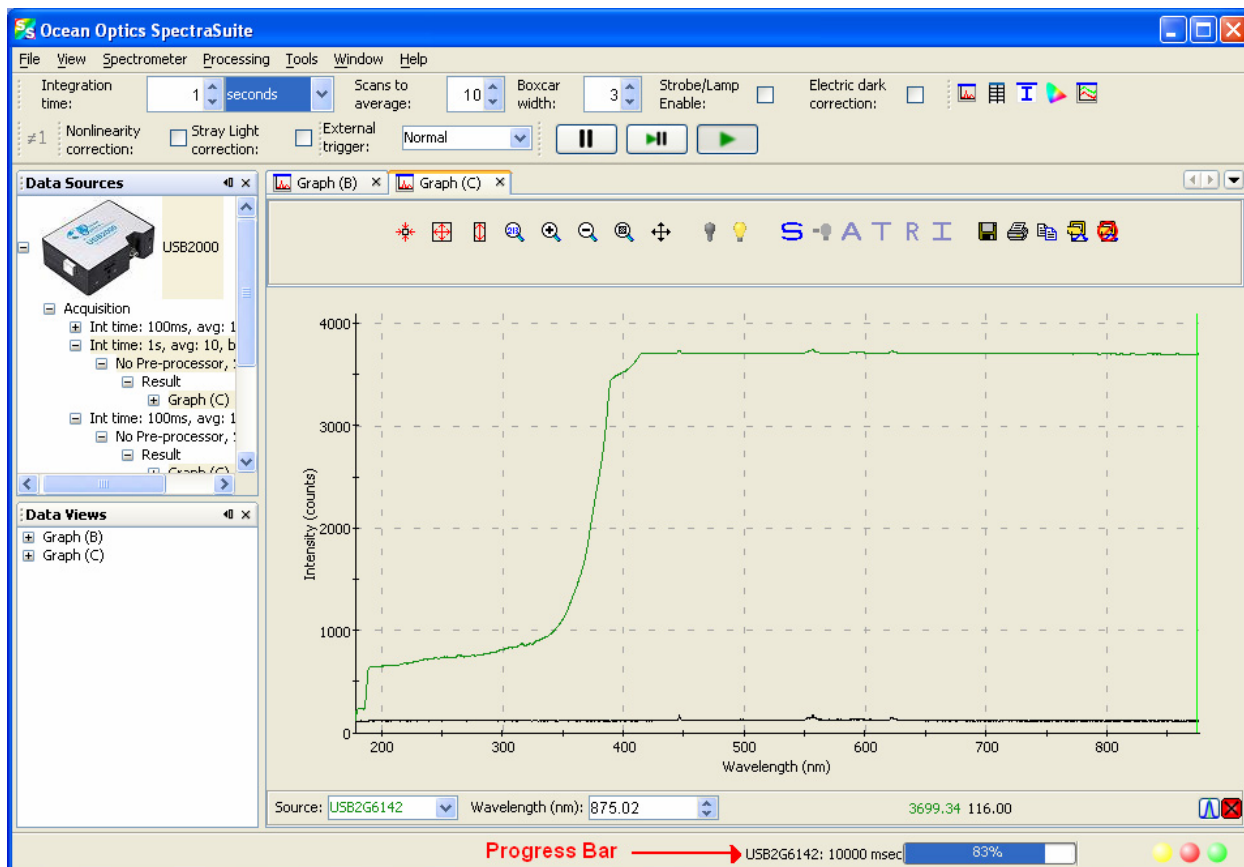 Ocean Optics SpectraSuite
File View Spectrometer Processing Tools Window Help
Integration time: 1 seconds Scans to average: 10 Boxcar width: 3 Strobe/Lamp Enable: Electric dark correction:
≠1 Nonlinearity correction: Stray Light correction: External trigger: Normal
Data Sources
Graph (B) Graph (C)
USB2000
S A T R I
Acquisition
Int time: 100ms, avg: 1
Int time: 1s, avg: 10, b
No Pre-processor,
Result
Graph (C)
Int time: 100ms, avg: 1
No Pre-processor,
Result
Graph (C)
Data Views
Graph (B)
Graph (C)
Intensity (counts)
4000
3000
2000
1000
0
200 300 400 500 600 700 800
Wavelength (nm)
Source: USB2G6142 Wavelength (nm): 875.02 3699.34 116.00
Progress Bar USB2G6142: 10000 msec 83%